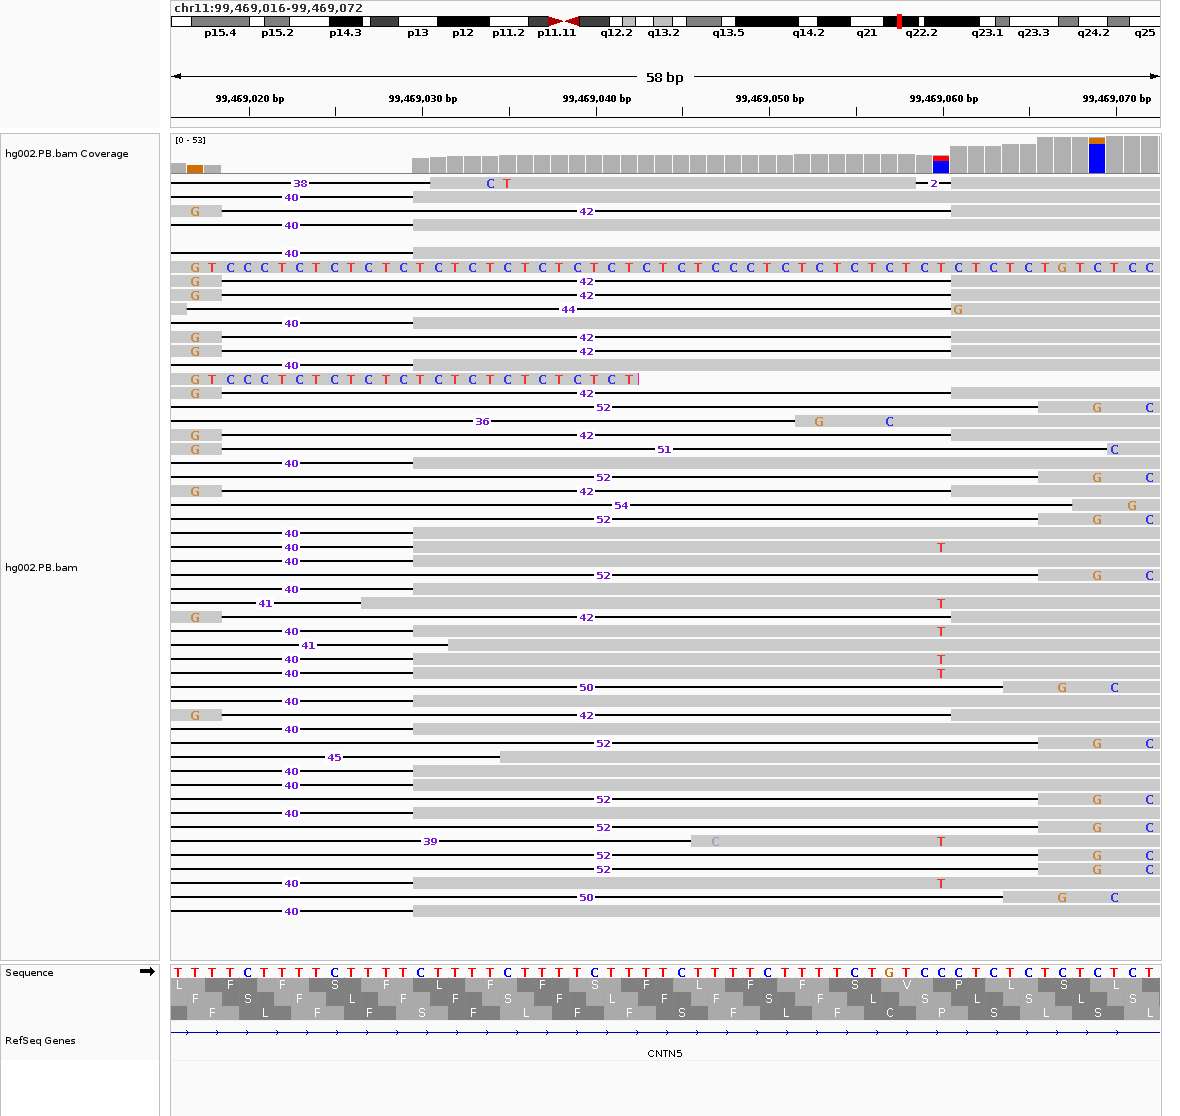 chr11:99,469,016-99,469,072
p15.4 p15.2 p14.3 p13 p12 p11.2 p11.11 q12.2 q13.2 q13.5 q14.2 q21 q22.2 q23.1 q23.3 q24.2 q25
58 bp
99,469,020 bp 99,469,030 bp 99,469,040 bp 99,469,050 bp 99,469,060 bp 99,469,070 bp
[0 - 53]
hg002.PB.bam Coverage
38 C T 2
40
G 42
40
40
G T C C C T C T C T C T C T C T C T C T C T C T C T C T C T C T C C C T C T C T C T C T C T C T C T G T C T C C
G 42
G 42
44 G
40
G 42
G 42
40
G T C C C T C T C T C T C T C T C T C T C T C T C T C T
G 42
52 G C
36 G C
G 42
G 51 C
40
52 G C
G 42
54 G
52 G C
40
40 T
40
hg002.PB.bam
52 G C
40
41 T
G 42
40 T
41
40 T
40 T
50 G C
40
G 42
40
52 G C
45
40
40
52 G C
40
52 G C
39 C T
52 G C
52 G C
40 T
50 G C
40
Sequence
T T T T C T T T T C T T T T C T T T T C T T T T C T T T T C T T T T C T T T T C T G T C C C T C T C T C T C T C T
L F F S F L F F F S F L F F S V P L S L
F S F L F F S F L F F S F L S L S L S
F L F F S F L F F S F L F C P S L S L
RefSeq Genes
CNTN5